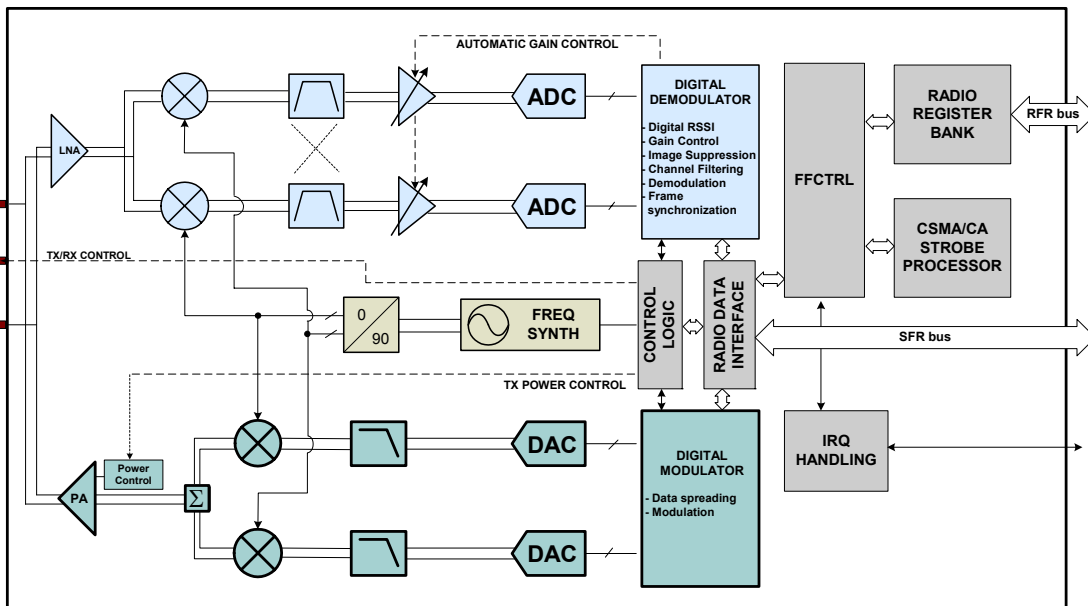 AUTOMATIC GAIN CONTROL
LNA
ADC
ADC
DIGITAL
DEMODULATOR
- Digital RSSI
- Gain Control
- Image Suppression
- Channel Filtering
- Demodulation
- Frame
synchronization
FFCTRL
RADIO
REGISTER
BANK
RFR bus
CSMA/CA
STROBE
PROCESSOR
TX/RX CONTROL
0
90
FREQ
SYNTH
CONTROL
LOGIC
RADIO DATA
INTERFACE
SFR bus
TX POWER CONTROL
Power
Control
PA
Σ
DAC
DAC
DIGITAL
MODULATOR
- Data spreading
- Modulation
IRQ
HANDLING